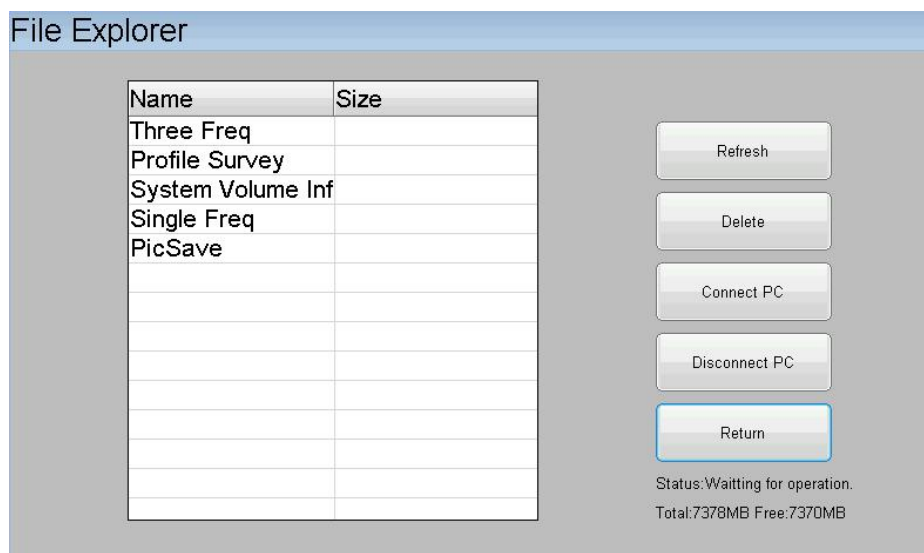 File Explorer
Name Size
Three Freq
Profile Survey
System Volume Inf
Single Freq
PicSave
Refresh
Delete
Connect PC
Disconnect PC
Return
Status:Waitting for operation.
Total:7378MB Free:7370MB